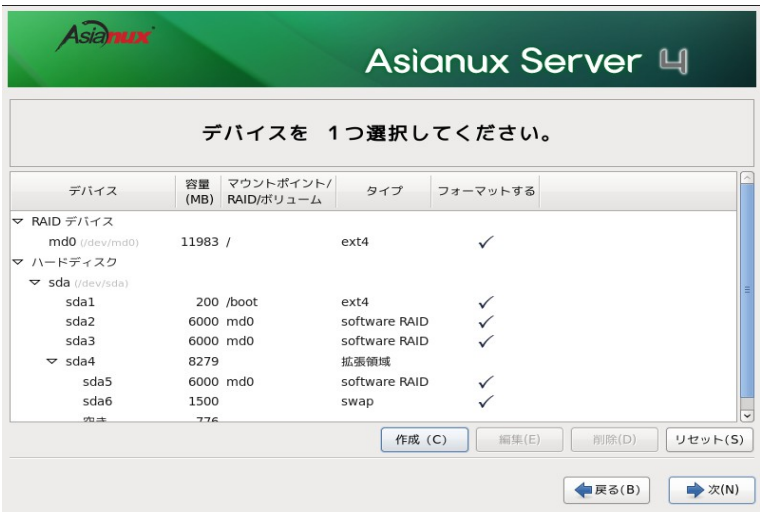 Asianux
Asianux Server 4
デバイスを 1つ選択してください。
デバイス 容量 (MB) マウントポイント/ RAID/ボリューム タイプ フォーマットする
RAID デバイス
md0 (/dev/md0) 11983 / ext4 ✓
ハードディスク
sda (/dev/sda)
sda1 200 /boot ext4 ✓
sda2 6000 md0 software RAID ✓
sda3 6000 md0 software RAID ✓
sda4 8279 拡張領域
sda5 6000 md0 software RAID ✓
sda6 1500 swap ✓
空き 776
作成 (C) 編集(E) 削除(D) リセット(S)
戻る(B) 次(N)